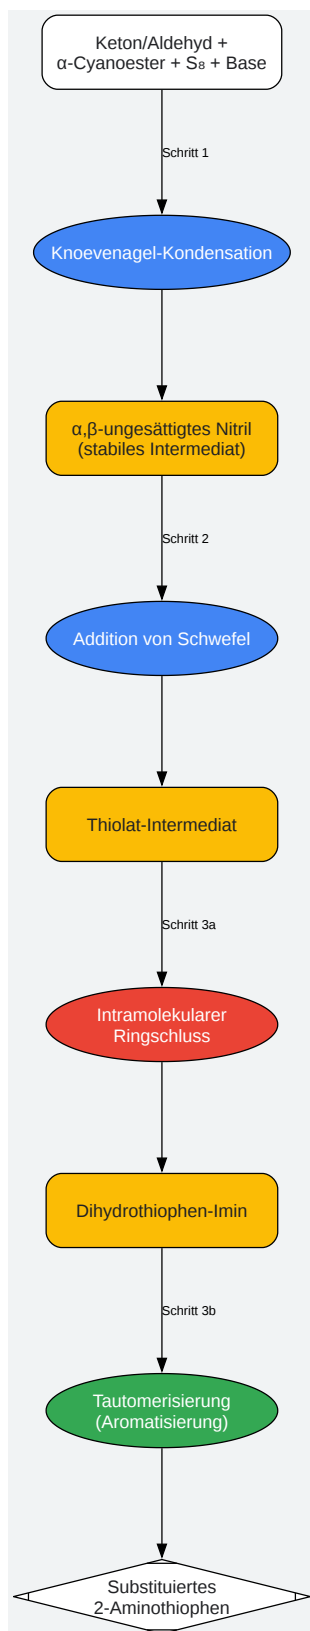 Keton/Aldehyd +
α-Cyanoester + S₈ + Base
Schritt 1
Knoevenagel-Kondensation
α,β-ungesättigtes Nitril
(stabiles Intermediat)
Schritt 2
Addition von Schwefel
Thiolat-Intermediat
Schritt 3a
Intramolekularer
Ringschluss
Dihydrothiophen-Imin
Schritt 3b
Tautomerisierung
(Aromatisierung)
Substituiertes
2-Aminothiophen